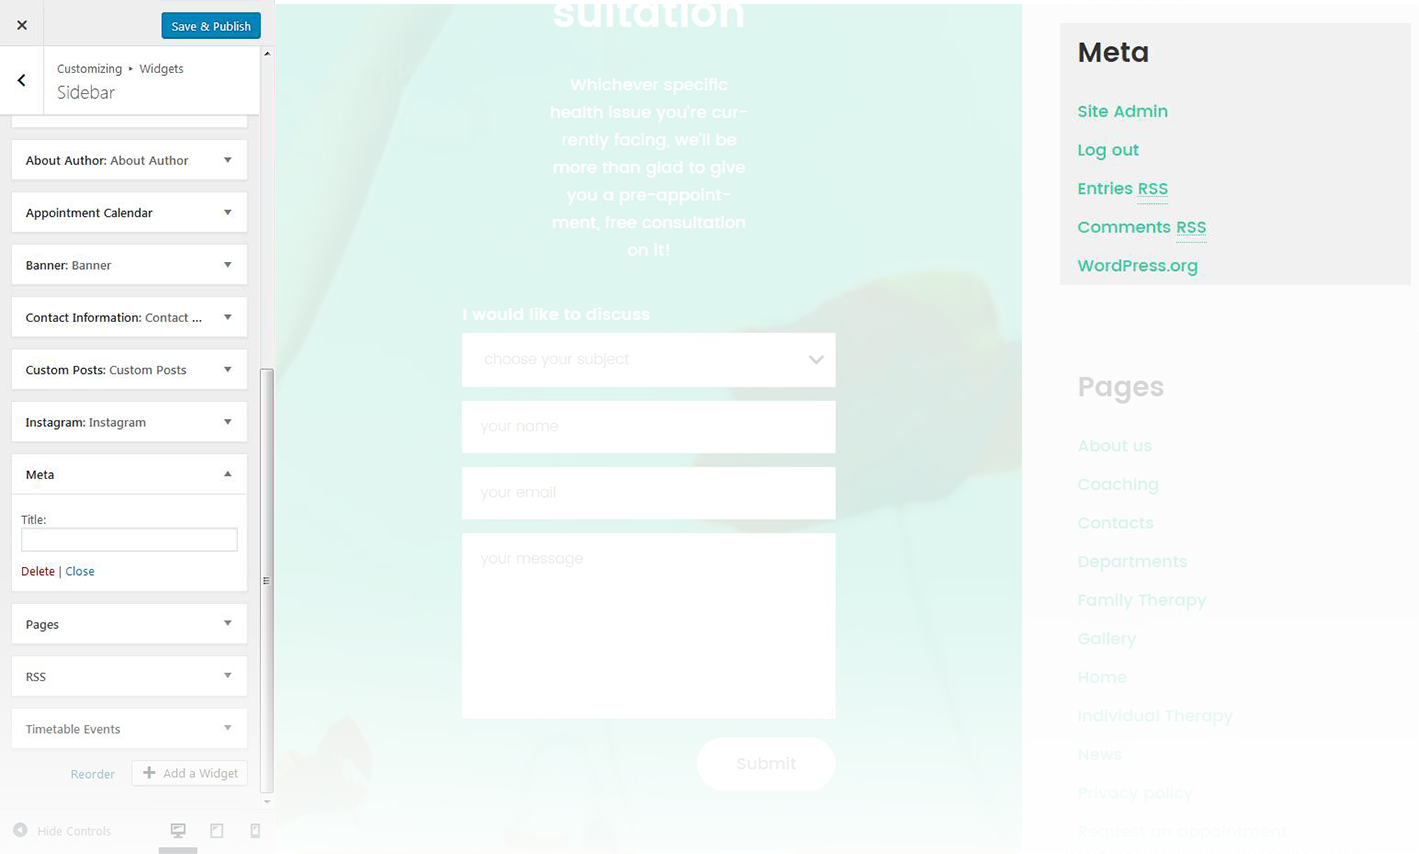 Save & Publish
Customizing ▸ Widgets
Sidebar
About Author: About Author
Appointment Calendar
Banner: Banner
Contact Information: Contact ...
Custom Posts: Custom Posts
Instagram: Instagram
Meta
Title:
Delete | Close
Pages
RSS
Timetable Events
Reorder
Add a Widget
Hide Controls
sultation
Whichever specific
health issue you're cur-
rently facing, we'll be
more than glad to give
you a pre-appoint-
ment, free consultation
on it!
I would like to discuss
choose your subject
your name
your email
your message
Submit
Meta
Site Admin
Log out
Entries RSS
Comments RSS
WordPress.org
Pages
About us
Coaching
Contacts
Departments
Family Therapy
Gallery
Home
Individual Therapy
News
Privacy policy
Request an appointment